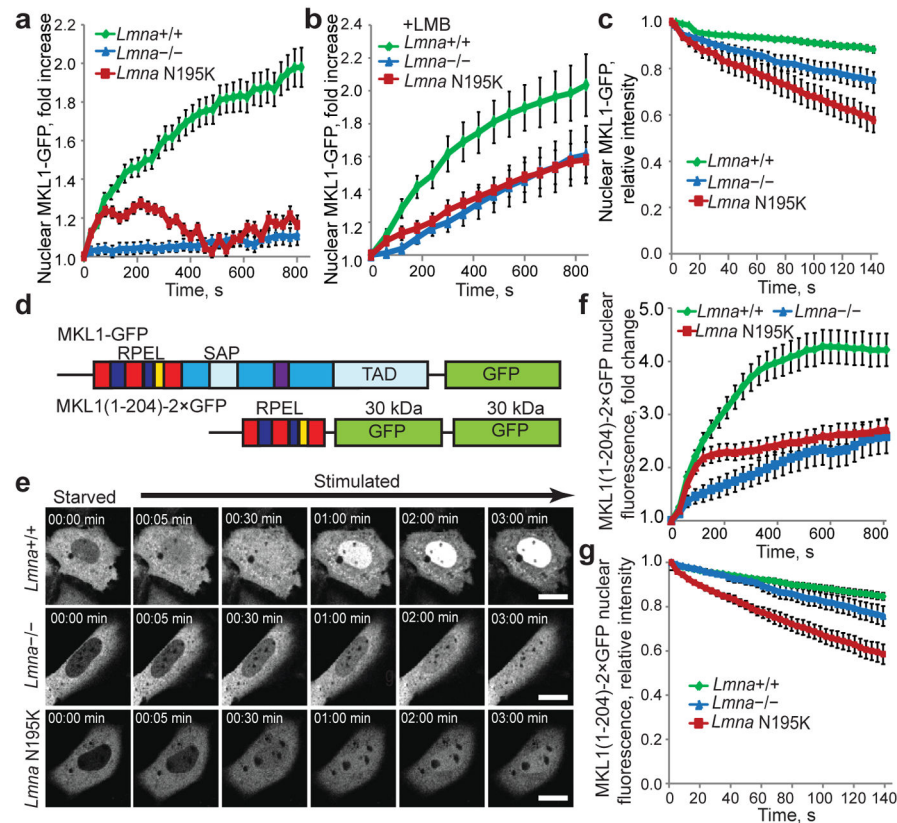 a
Nuclear MKL1-GFP, fold increase
2.2
2.0
1.8
1.6
1.4
1.2
1.0
Lmna+/+
Lmna−/−
Lmna N195K
0 200 400 600 800
Time, s
b
Nuclear MKL1-GFP, fold increase
2.4
2.2
2.0
1.8
1.6
1.4
1.2
1.0
+LMB
Lmna+/+
Lmna−/−
Lmna N195K
0 200 400 600 800
Time, s
c
Nuclear MKL1-GFP,
relative intensity
1.0
0.8
0.6
0.4
0.2
0.0
Lmna+/+
Lmna−/−
Lmna N195K
0 20 40 60 80 100 120 140
Time, s
d
MKL1-GFP
RPEL SAP
TAD GFP
MKL1(1-204)-2×GFP
RPEL 30 kDa 30 kDa
GFP GFP
e
Starved Stimulated
Lmna+/+
00:00 min 00:05 min 00:30 min 01:00 min 02:00 min 03:00 min
Lmna−/−
00:00 min 00:05 min 00:30 min 01:00 min 02:00 min 03:00 min
Lmna N195K
00:00 min 00:05 min 00:30 min 01:00 min 02:00 min 03:00 min
f
MKL1(1-204)-2×GFP nuclear
fluorescence, fold change
5.0
4.0
3.0
2.0
1.0
Lmna+/+ Lmna−/−
Lmna N195K
0 200 400 600 800
Time, s
g
MKL1(1-204)-2×GFP nuclear
fluorescence, relative intensity
1.0
0.8
0.6
0.4
0.2
0.0
Lmna+/+
Lmna−/−
Lmna N195K
0 20 40 60 80 100 120 140
Time, s